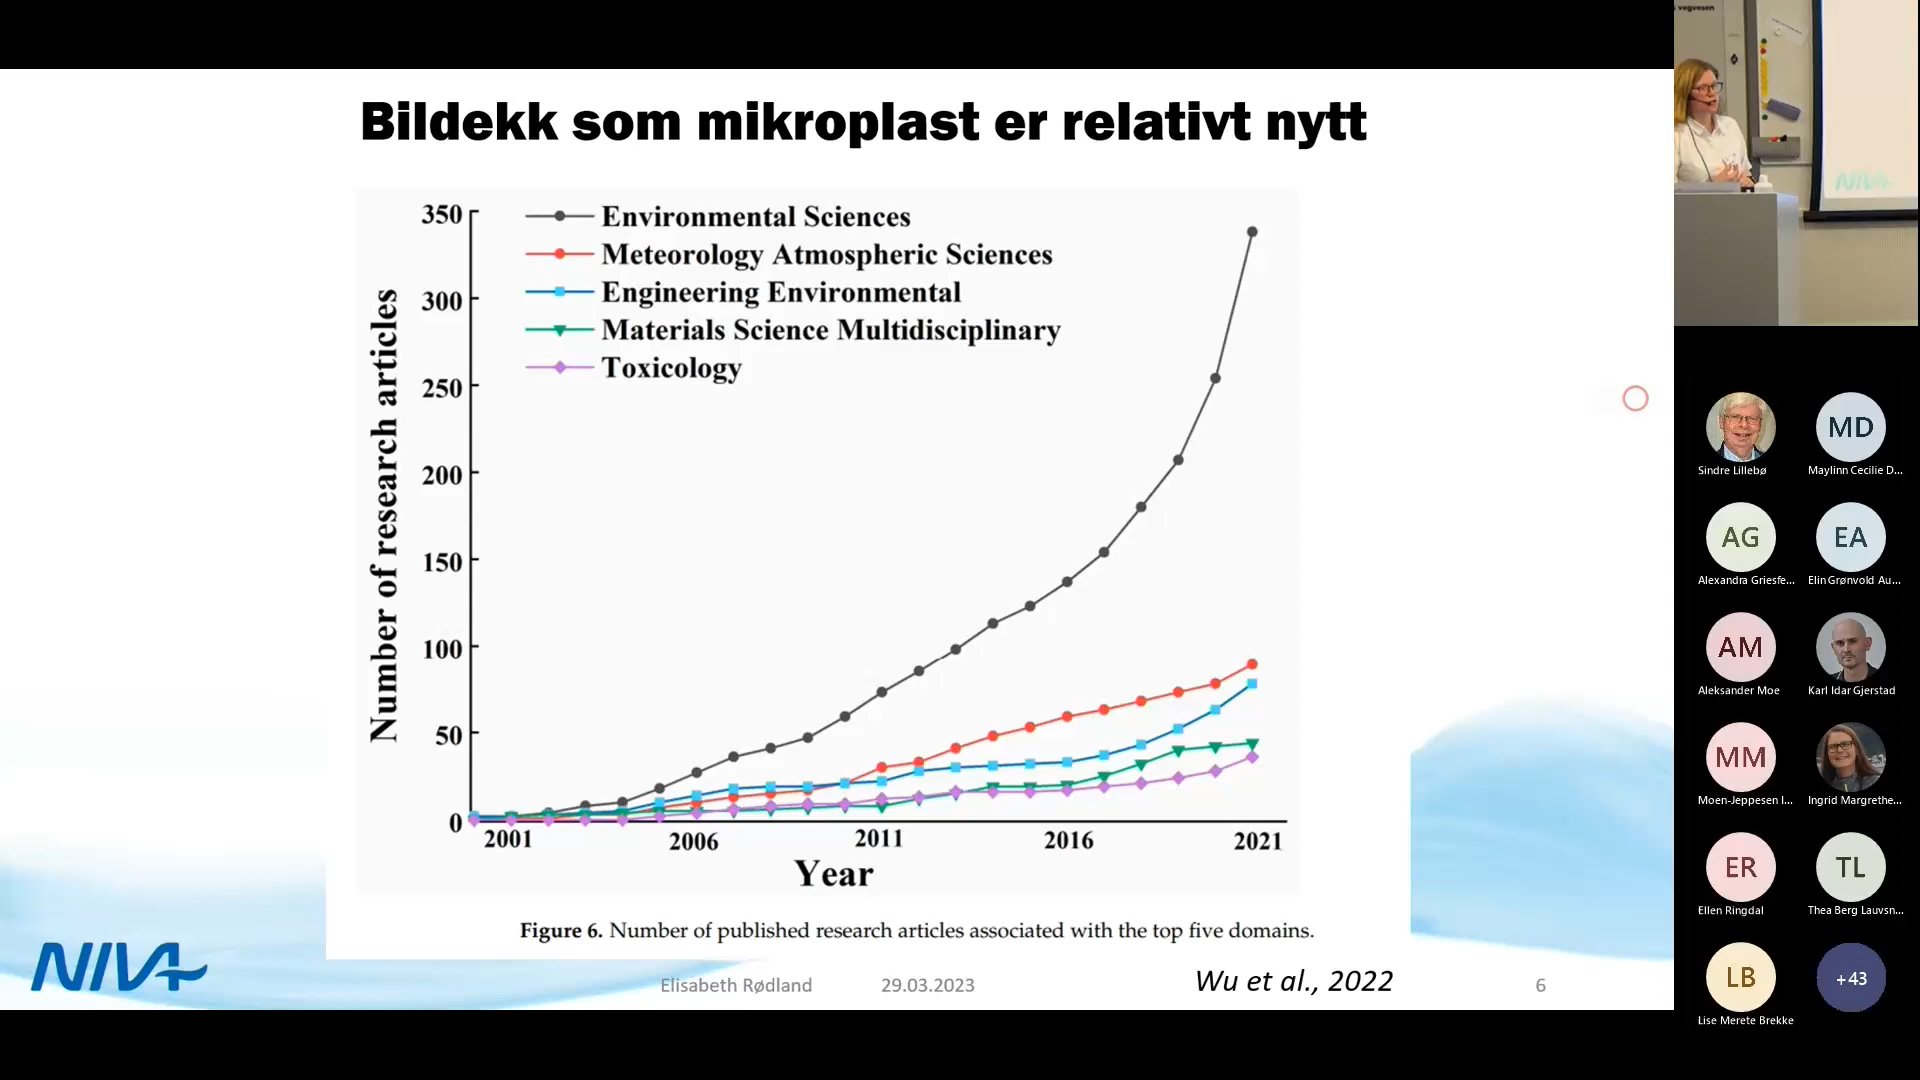 Bildekk som mikroplast er relativt nytt
350
300
250
200
150
100
50
0
Number of research articles
Environmental Sciences
Meteorology Atmospheric Sciences
Engineering Environmental
Materials Science Multidisciplinary
Toxicology
2001 2006 2011 2016 2021
Year
Figure 6. Number of published research articles associated with the top five domains.
NIVA
Elisabeth Rødland 29.03.2023 Wu et al., 2022 6
vegvesen
NIVA
Sindre Lillebø
MD
Maylinn Cecilie D...
AG
Alexandra Griesfe...
EA
Elin Grønvold Au...
AM
Aleksander Moe
Karl Idar Gjerstad
MM
Moen-Jeppesen I...
Ingrid Margrethe...
ER
Ellen Ringdal
TL
Thea Berg Lauvsn...
LB
Lise Merete Brekke
+43